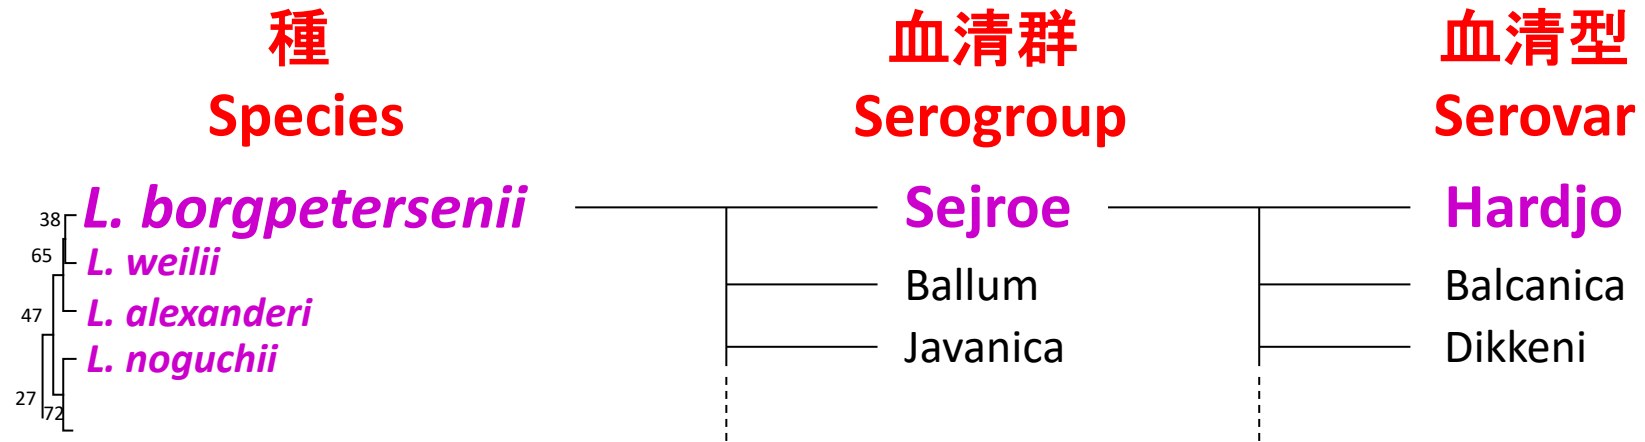 種 血清群 血清型
Species Serogroup Serovar
L. borgpetersenii Sejroe Hardjo
38
65 L. weilii Ballum Balcanica
47 L. alexanderi
Javanica Dikkeni
L. noguchii
27 72